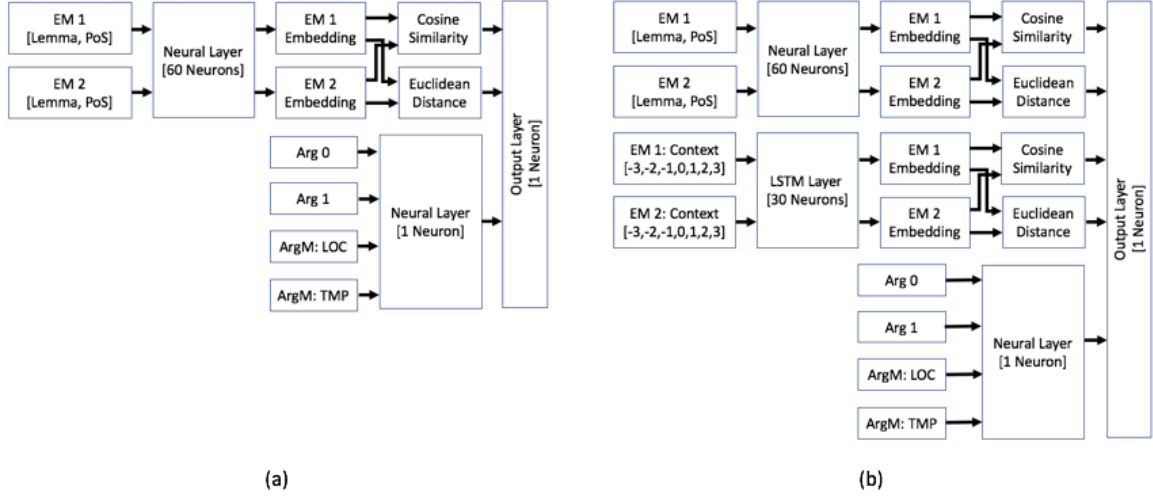 EM 1
[Lemma, PoS]
EM 2
[Lemma, PoS]
Neural Layer
[60 Neurons]
EM 1
Embedding
EM 2
Embedding
Cosine
Similarity
Euclidean
Distance
Arg 0
Arg 1
ArgM: LOC
ArgM: TMP
Neural Layer
[1 Neuron]
Output Layer
[1 Neuron]
(a)
EM 1
[Lemma, PoS]
EM 2
[Lemma, PoS]
Neural Layer
[60 Neurons]
EM 1
Embedding
EM 2
Embedding
Cosine
Similarity
Euclidean
Distance
EM 1: Context
[-3,-2,-1,0,1,2,3]
EM 2: Context
[-3,-2,-1,0,1,2,3]
LSTM Layer
[30 Neurons]
EM 1
Embedding
EM 2
Embedding
Cosine
Similarity
Euclidean
Distance
Arg 0
Arg 1
ArgM: LOC
ArgM: TMP
Neural Layer
[1 Neuron]
Output Layer
[1 Neuron]
(b)